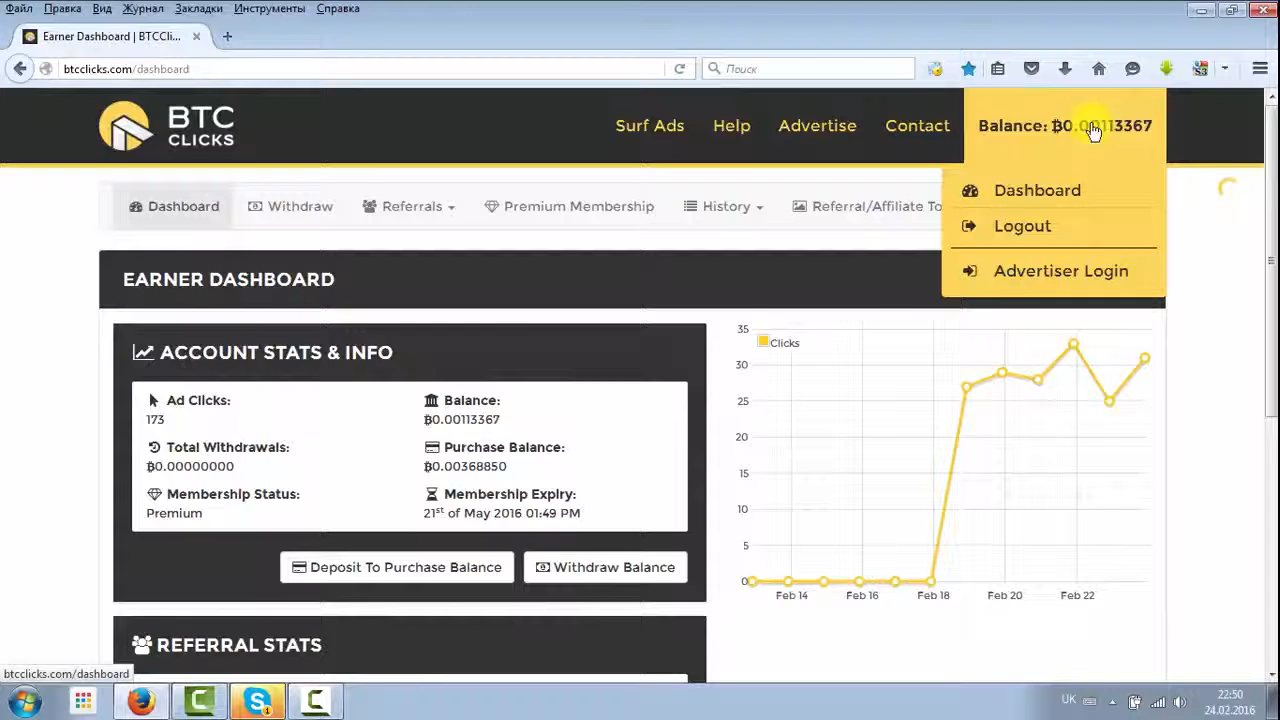 Файл Правка Вид Журнал Закладки Инструменты Справка
Earner Dashboard | BTCCli...
btcclicks.com/dashboard
Поиск
BTC
CLICKS
Surf Ads Help Advertise Contact Balance: ₿0.00113367
Dashboard
Logout
Advertiser Login
Dashboard Withdraw Referrals Premium Membership History Referral/Affiliate To
EARNER DASHBOARD
ACCOUNT STATS & INFO
Ad Clicks:
173
Balance:
₿0.00113367
Total Withdrawals:
₿0.00000000
Purchase Balance:
₿0.00368850
Membership Status:
Premium
Membership Expiry:
21st of May 2016 01:49 PM
Deposit To Purchase Balance Withdraw Balance
Clicks
35
30
25
20
15
10
5
0
Feb 14 Feb 16 Feb 18 Feb 20 Feb 22
REFERRAL STATS
btcclicks.com/dashboard
UK
22:50
24.02.2016